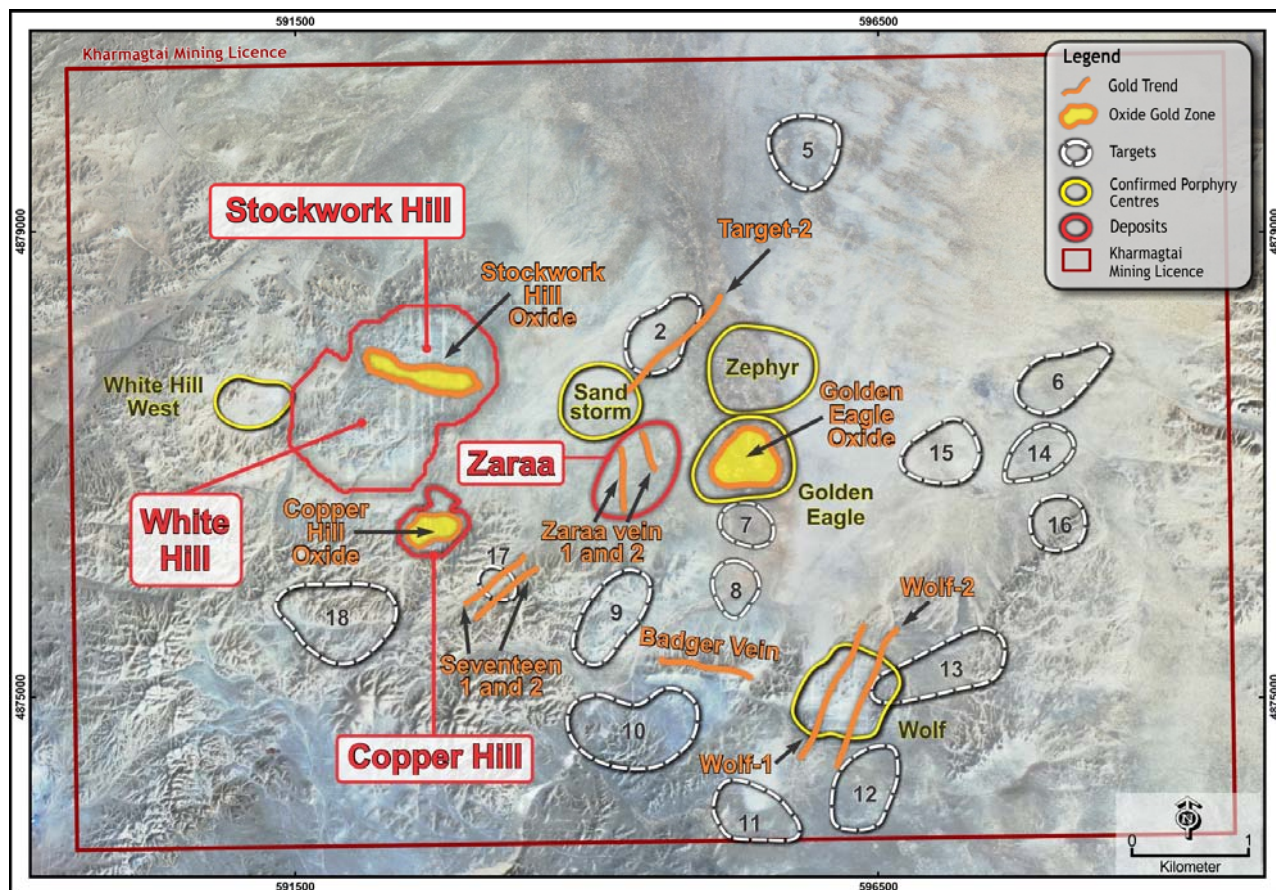 591500
596500
Kharmagtai Mining Licence
Legend
Gold Trend
Oxide Gold Zone
Targets
Confirmed Porphyry
Centres
Deposits
Kharmagtai
Mining Licence
4879000
4879000
5
Stockwork Hill
Target-2
Stockwork
Hill
Oxide
2
Zephyr
6
White Hill
West
Sand
storm
Golden
Eagle
Oxide
15
14
Zaraa
White
Hill
Copper
Hill
Oxide
Zaraa vein
1 and 2
Golden
Eagle
7
16
17
8
Wolf-2
18
9
Badger Vein
Seventeen
1 and 2
13
4875000
4875000
10
Wolf
Copper Hill
Wolf-1
12
11
N
0
1
Kilometer
591500
596500